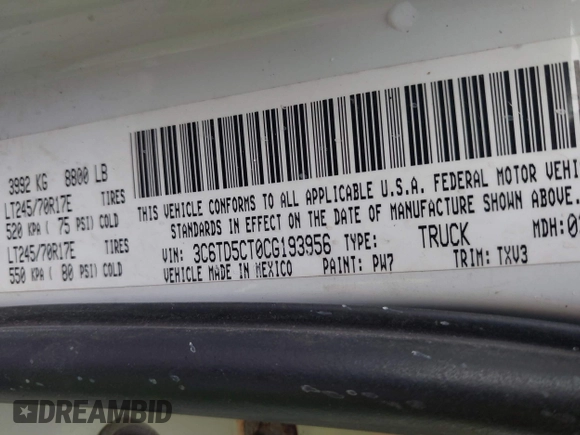 3992 KG 8800 LB
LT245/70R17E TIRES
520 KPA ( 75 PSI) COLD
LT245/70R17E TIRES
550 KPA ( 80 PSI) COLD
THIS VEHICLE CONFORMS TO ALL APPLICABLE U.S.A. FEDERAL MOTOR VEHICL
STANDARDS IN EFFECT ON THE DATE OF MANUFACTURE SHOWN ABOVE.
VIN: 3C6TD5CT0CG193956 TYPE: TRUCK MDH:0
VEHICLE MADE IN MEXICO PAINT: PW7 TRIM: TXV3
DREAMBID